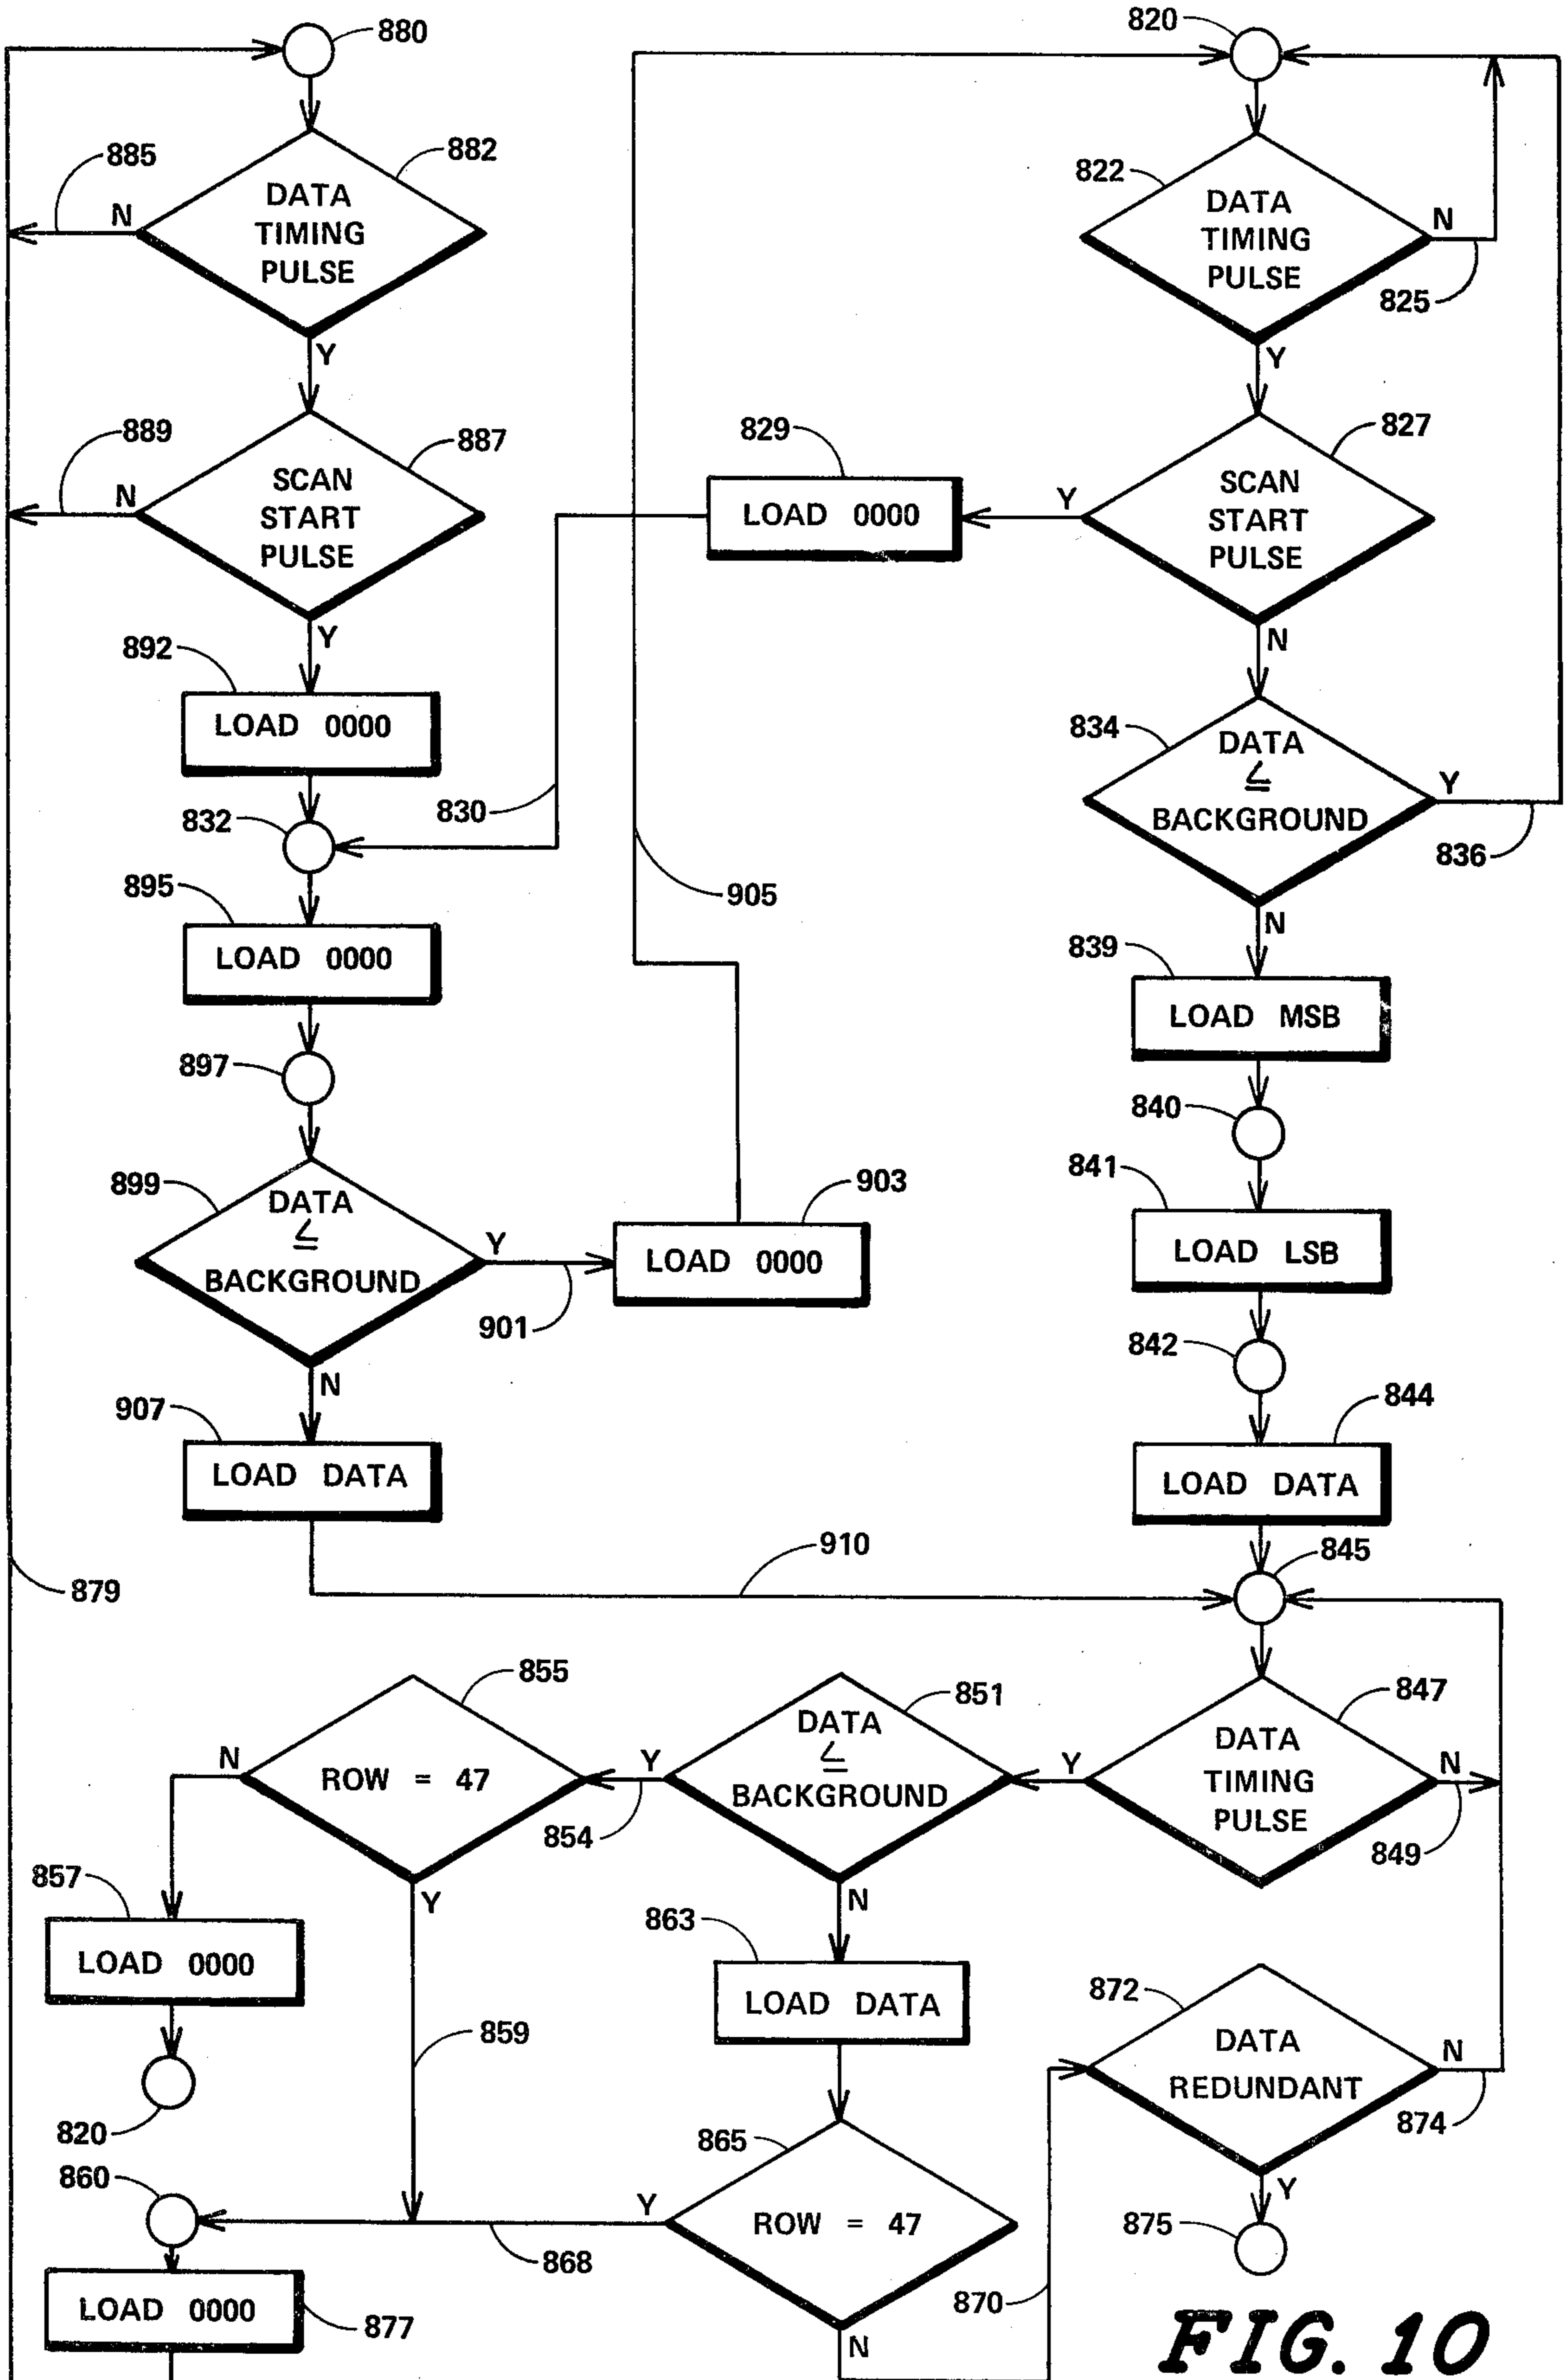 880
820
885
882
822
DATA
TIMING
PULSE
N
Y
DATA
TIMING
PULSE
N
825
Y
889
887
829
827
SCAN
START
PULSE
N
Y
LOAD 0000
Y
SCAN
START
PULSE
N
892
LOAD 0000
832
830
834
DATA
≤
BACKGROUND
Y
836
N
895
LOAD 0000
905
839
LOAD MSB
897
840
899
DATA
≤
BACKGROUND
Y
901
N
903
LOAD 0000
841
LOAD LSB
842
907
LOAD DATA
844
LOAD DATA
910
845
879
855
851
847
N
ROW = 47
Y
Y
854
DATA
≤
BACKGROUND
N
Y
DATA
TIMING
PULSE
N
849
857
LOAD 0000
820
859
863
LOAD DATA
872
DATA
REDUNDANT
N
874
Y
875
860
868
865
Y
ROW = 47
N
870
LOAD 0000
877
FIG. 10